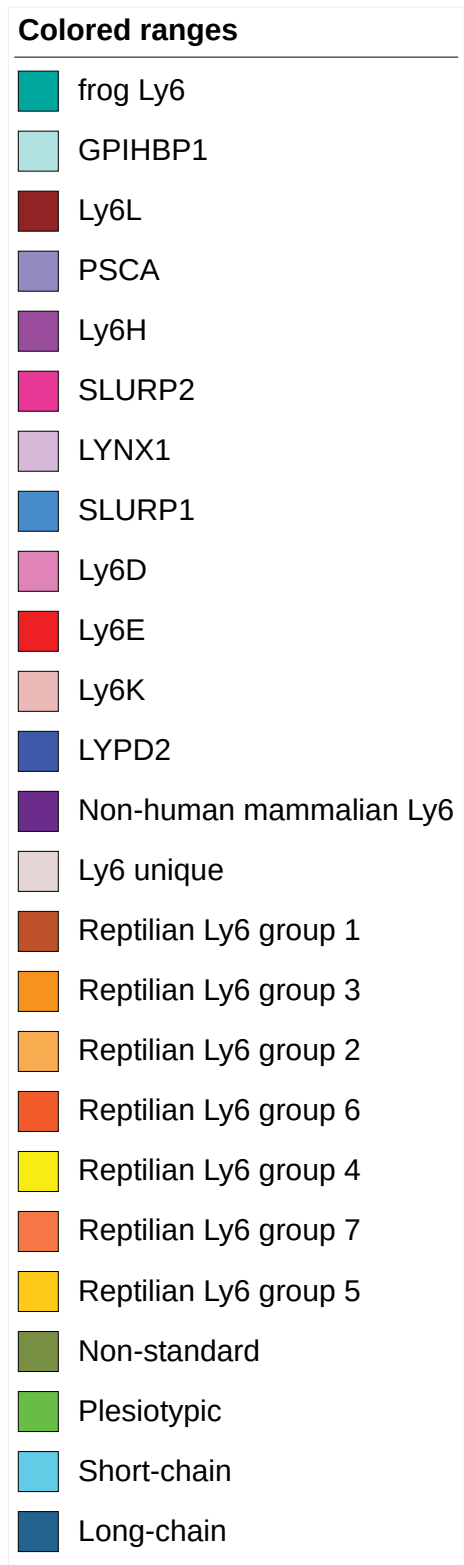 Colored ranges
frog Ly6
GPIHBP1
Ly6L
PSCA
Ly6H
SLURP2
LYNX1
SLURP1
Ly6D
Ly6E
Ly6K
LYPD2
Non-human mammalian Ly6
Ly6 unique
Reptilian Ly6 group 1
Reptilian Ly6 group 3
Reptilian Ly6 group 2
Reptilian Ly6 group 6
Reptilian Ly6 group 4
Reptilian Ly6 group 7
Reptilian Ly6 group 5
Non-standard
Plesiotypic
Short-chain
Long-chain